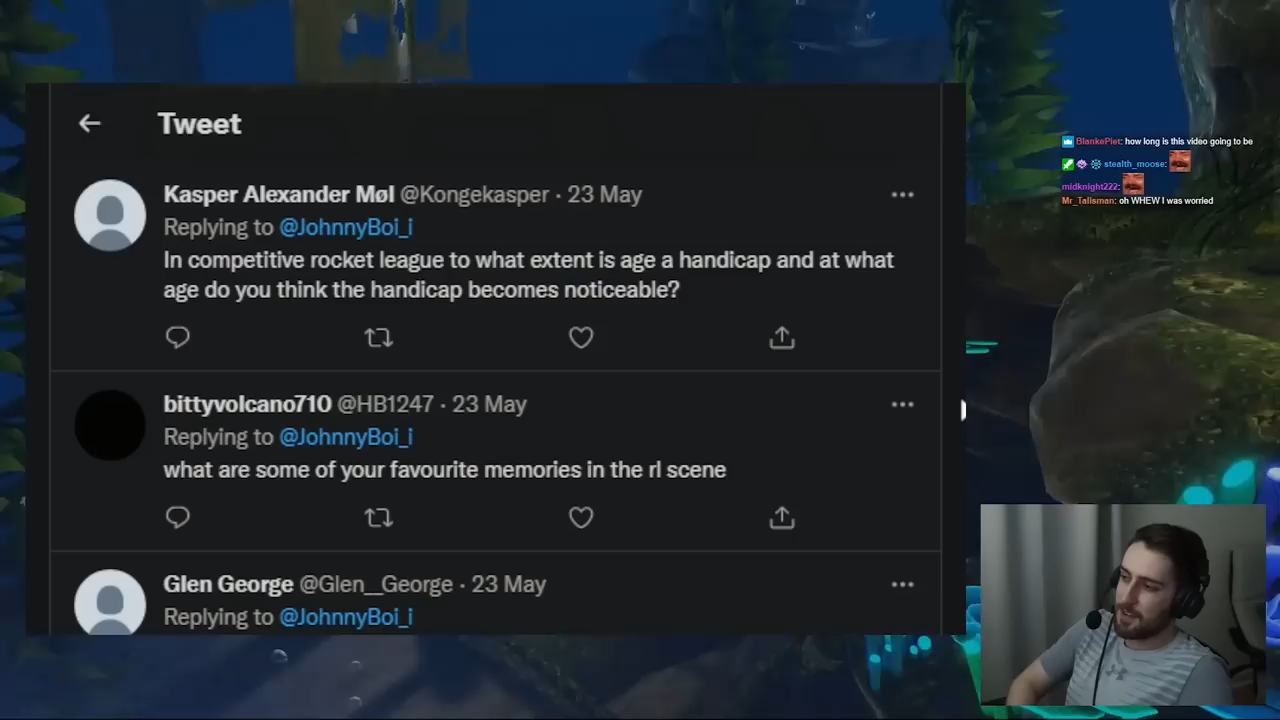 Tweet
Kasper Alexander Møl @Kongekasper · 23 May
Replying to @JohnnyBoi_i
In competitive rocket league to what extent is age a handicap and at what
age do you think the handicap becomes noticeable?
bittyvolcano710 @HB1247 · 23 May
Replying to @JohnnyBoi_i
what are some of your favourite memories in the rl scene
Glen George @Glen__George · 23 May
Replying to @JohnnyBoi_i
BlankePiet: how long is this video going to be
stealth_moose:
midknight222:
Mr_Talisman: oh WHEW I was worried